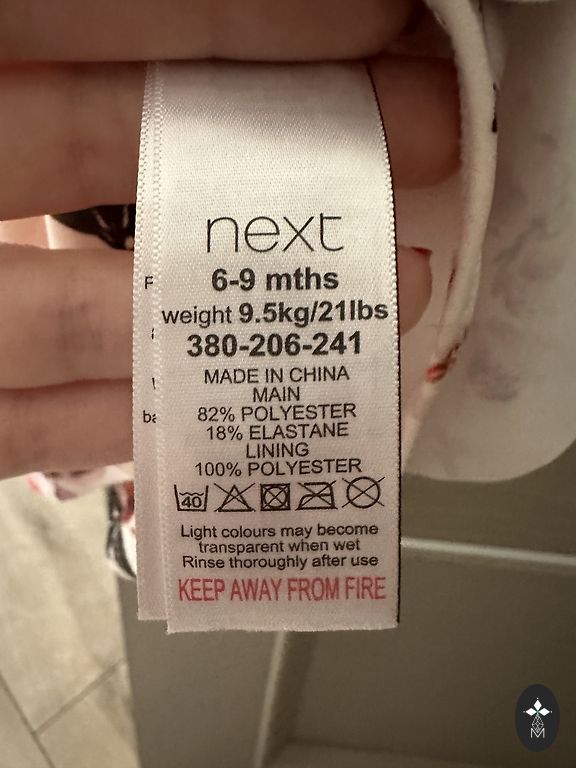 next
6-9 mths
weight 9.5kg/21lbs
380-206-241
MADE IN CHINA
MAIN
82% POLYESTER
18% ELASTANE
LINING
100% POLYESTER
40
Light colours may become
transparent when wet
Rinse thoroughly after use
KEEP AWAY FROM FIRE